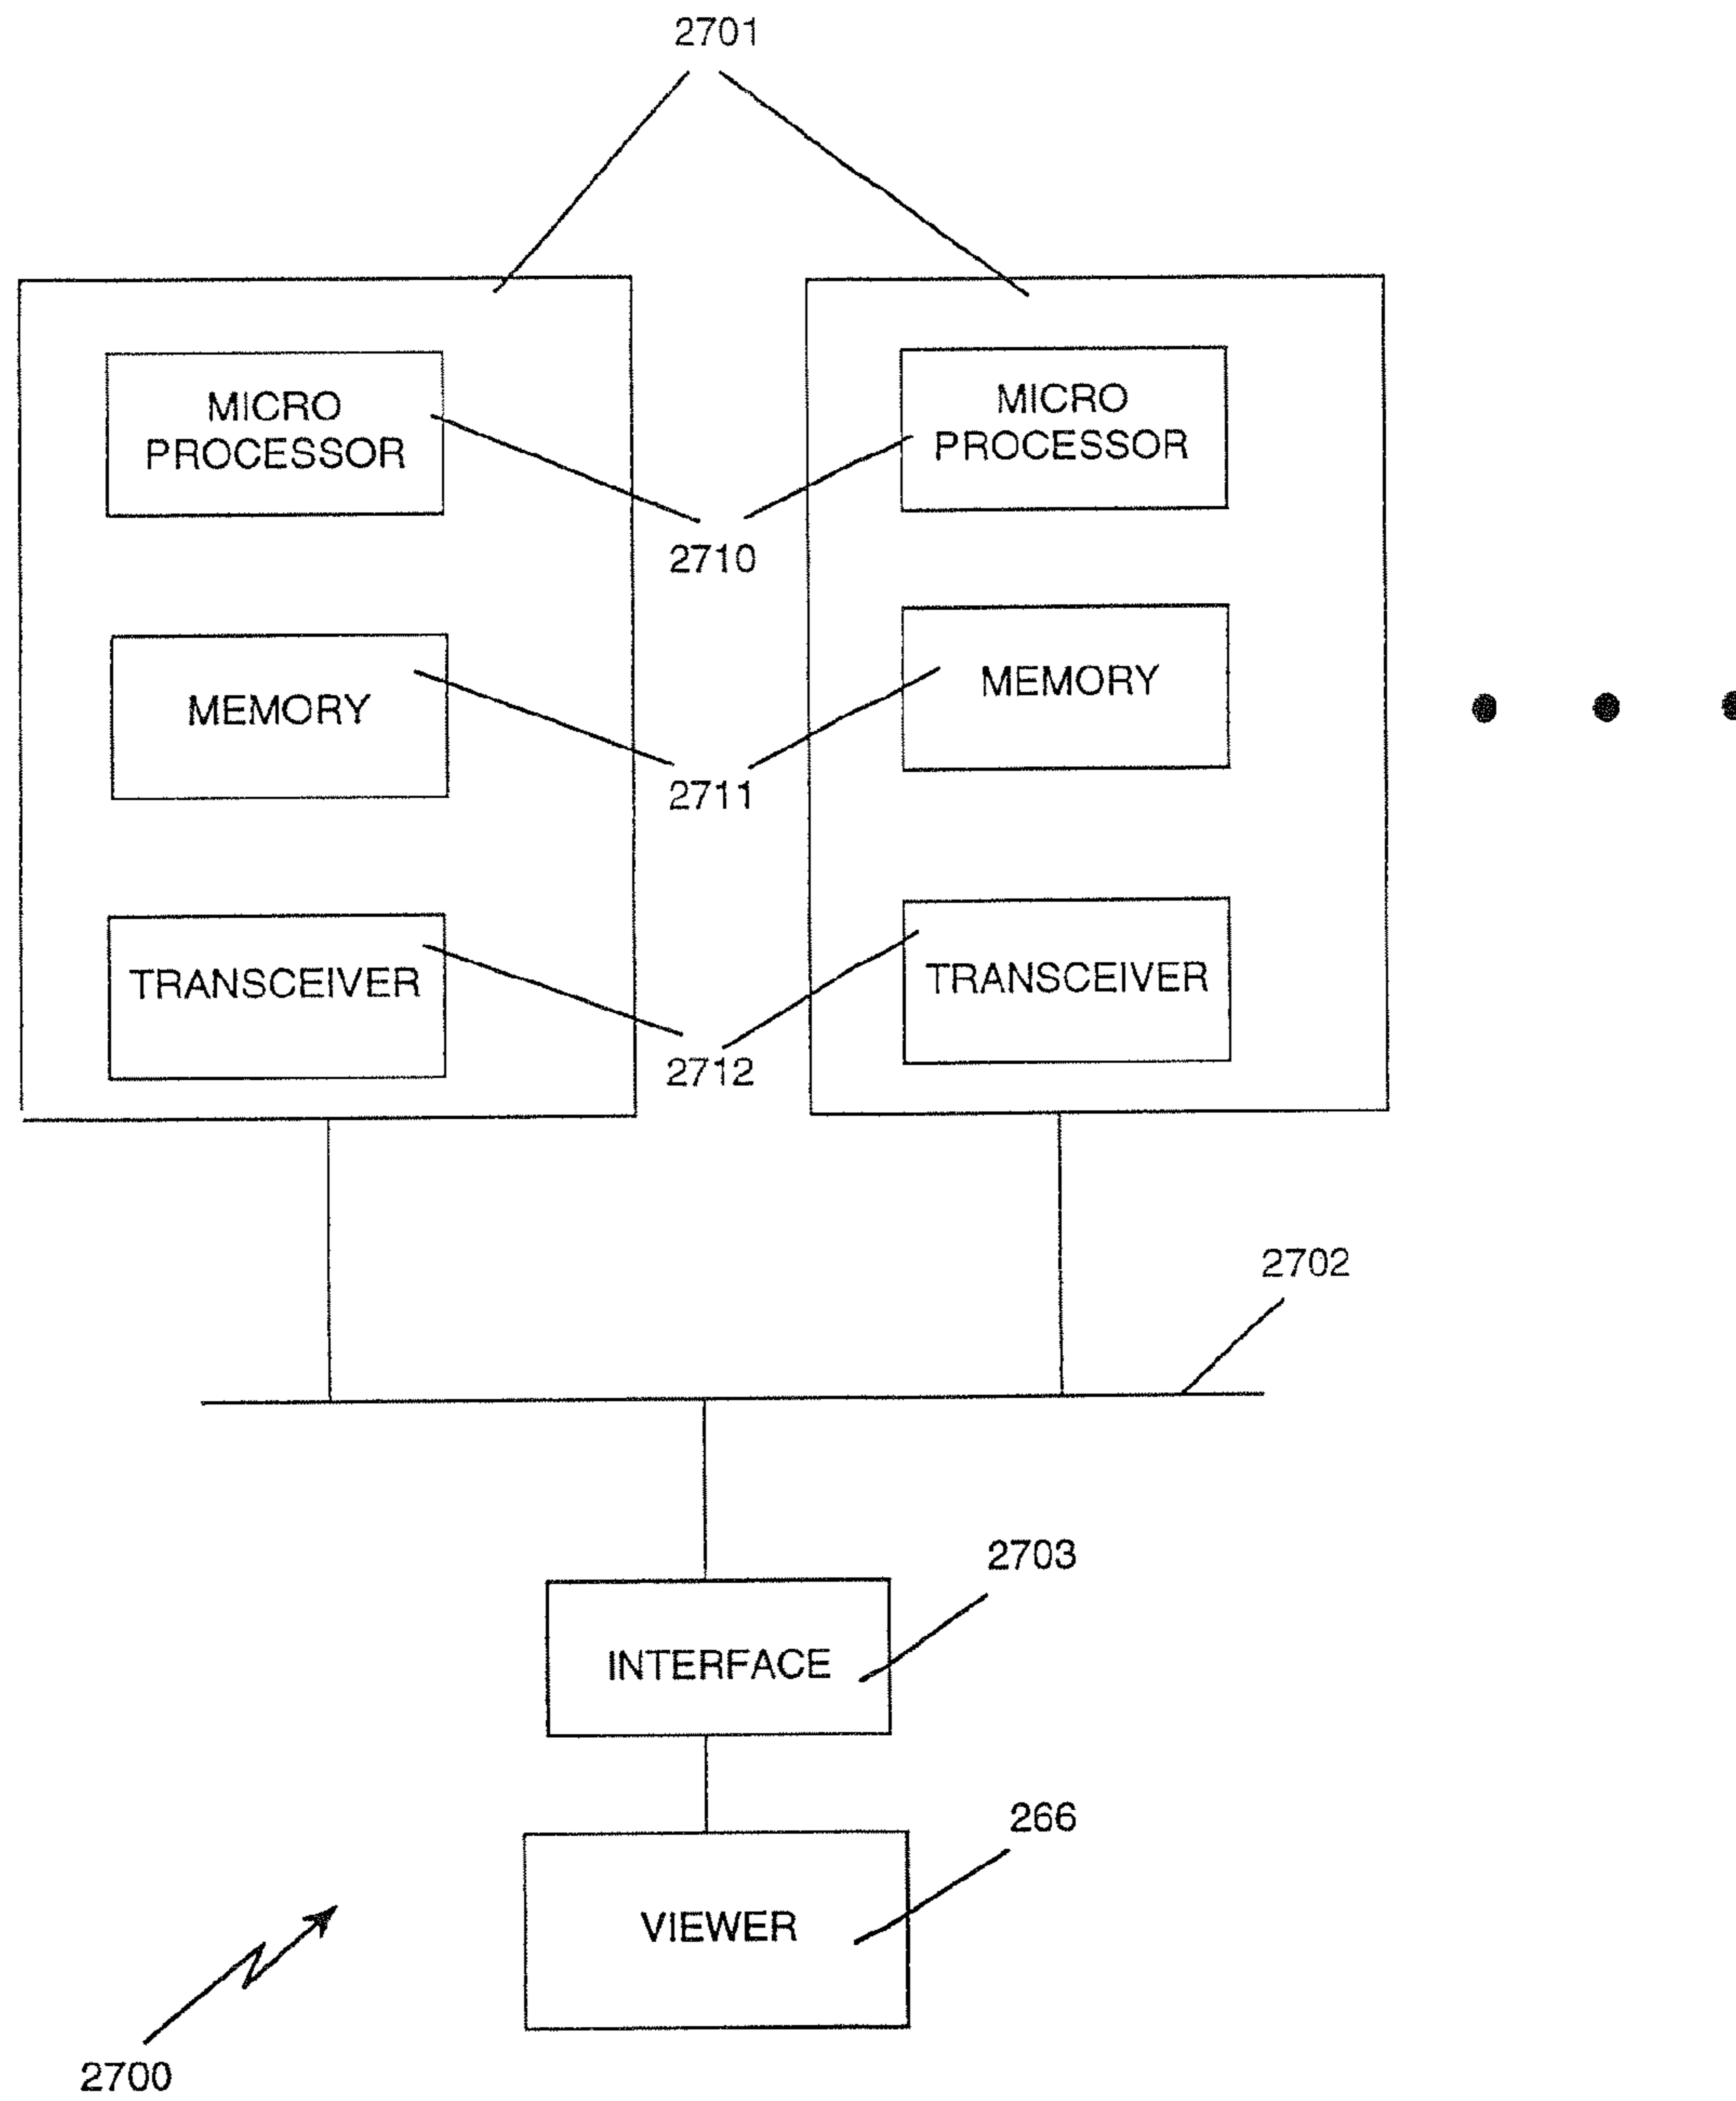 2701
MICRO
PROCESSOR
MICRO
PROCESSOR
2710
MEMORY
MEMORY
2711
TRANSCEIVER
TRANSCEIVER
2712
2702
2703
INTERFACE
266
VIEWER
2700